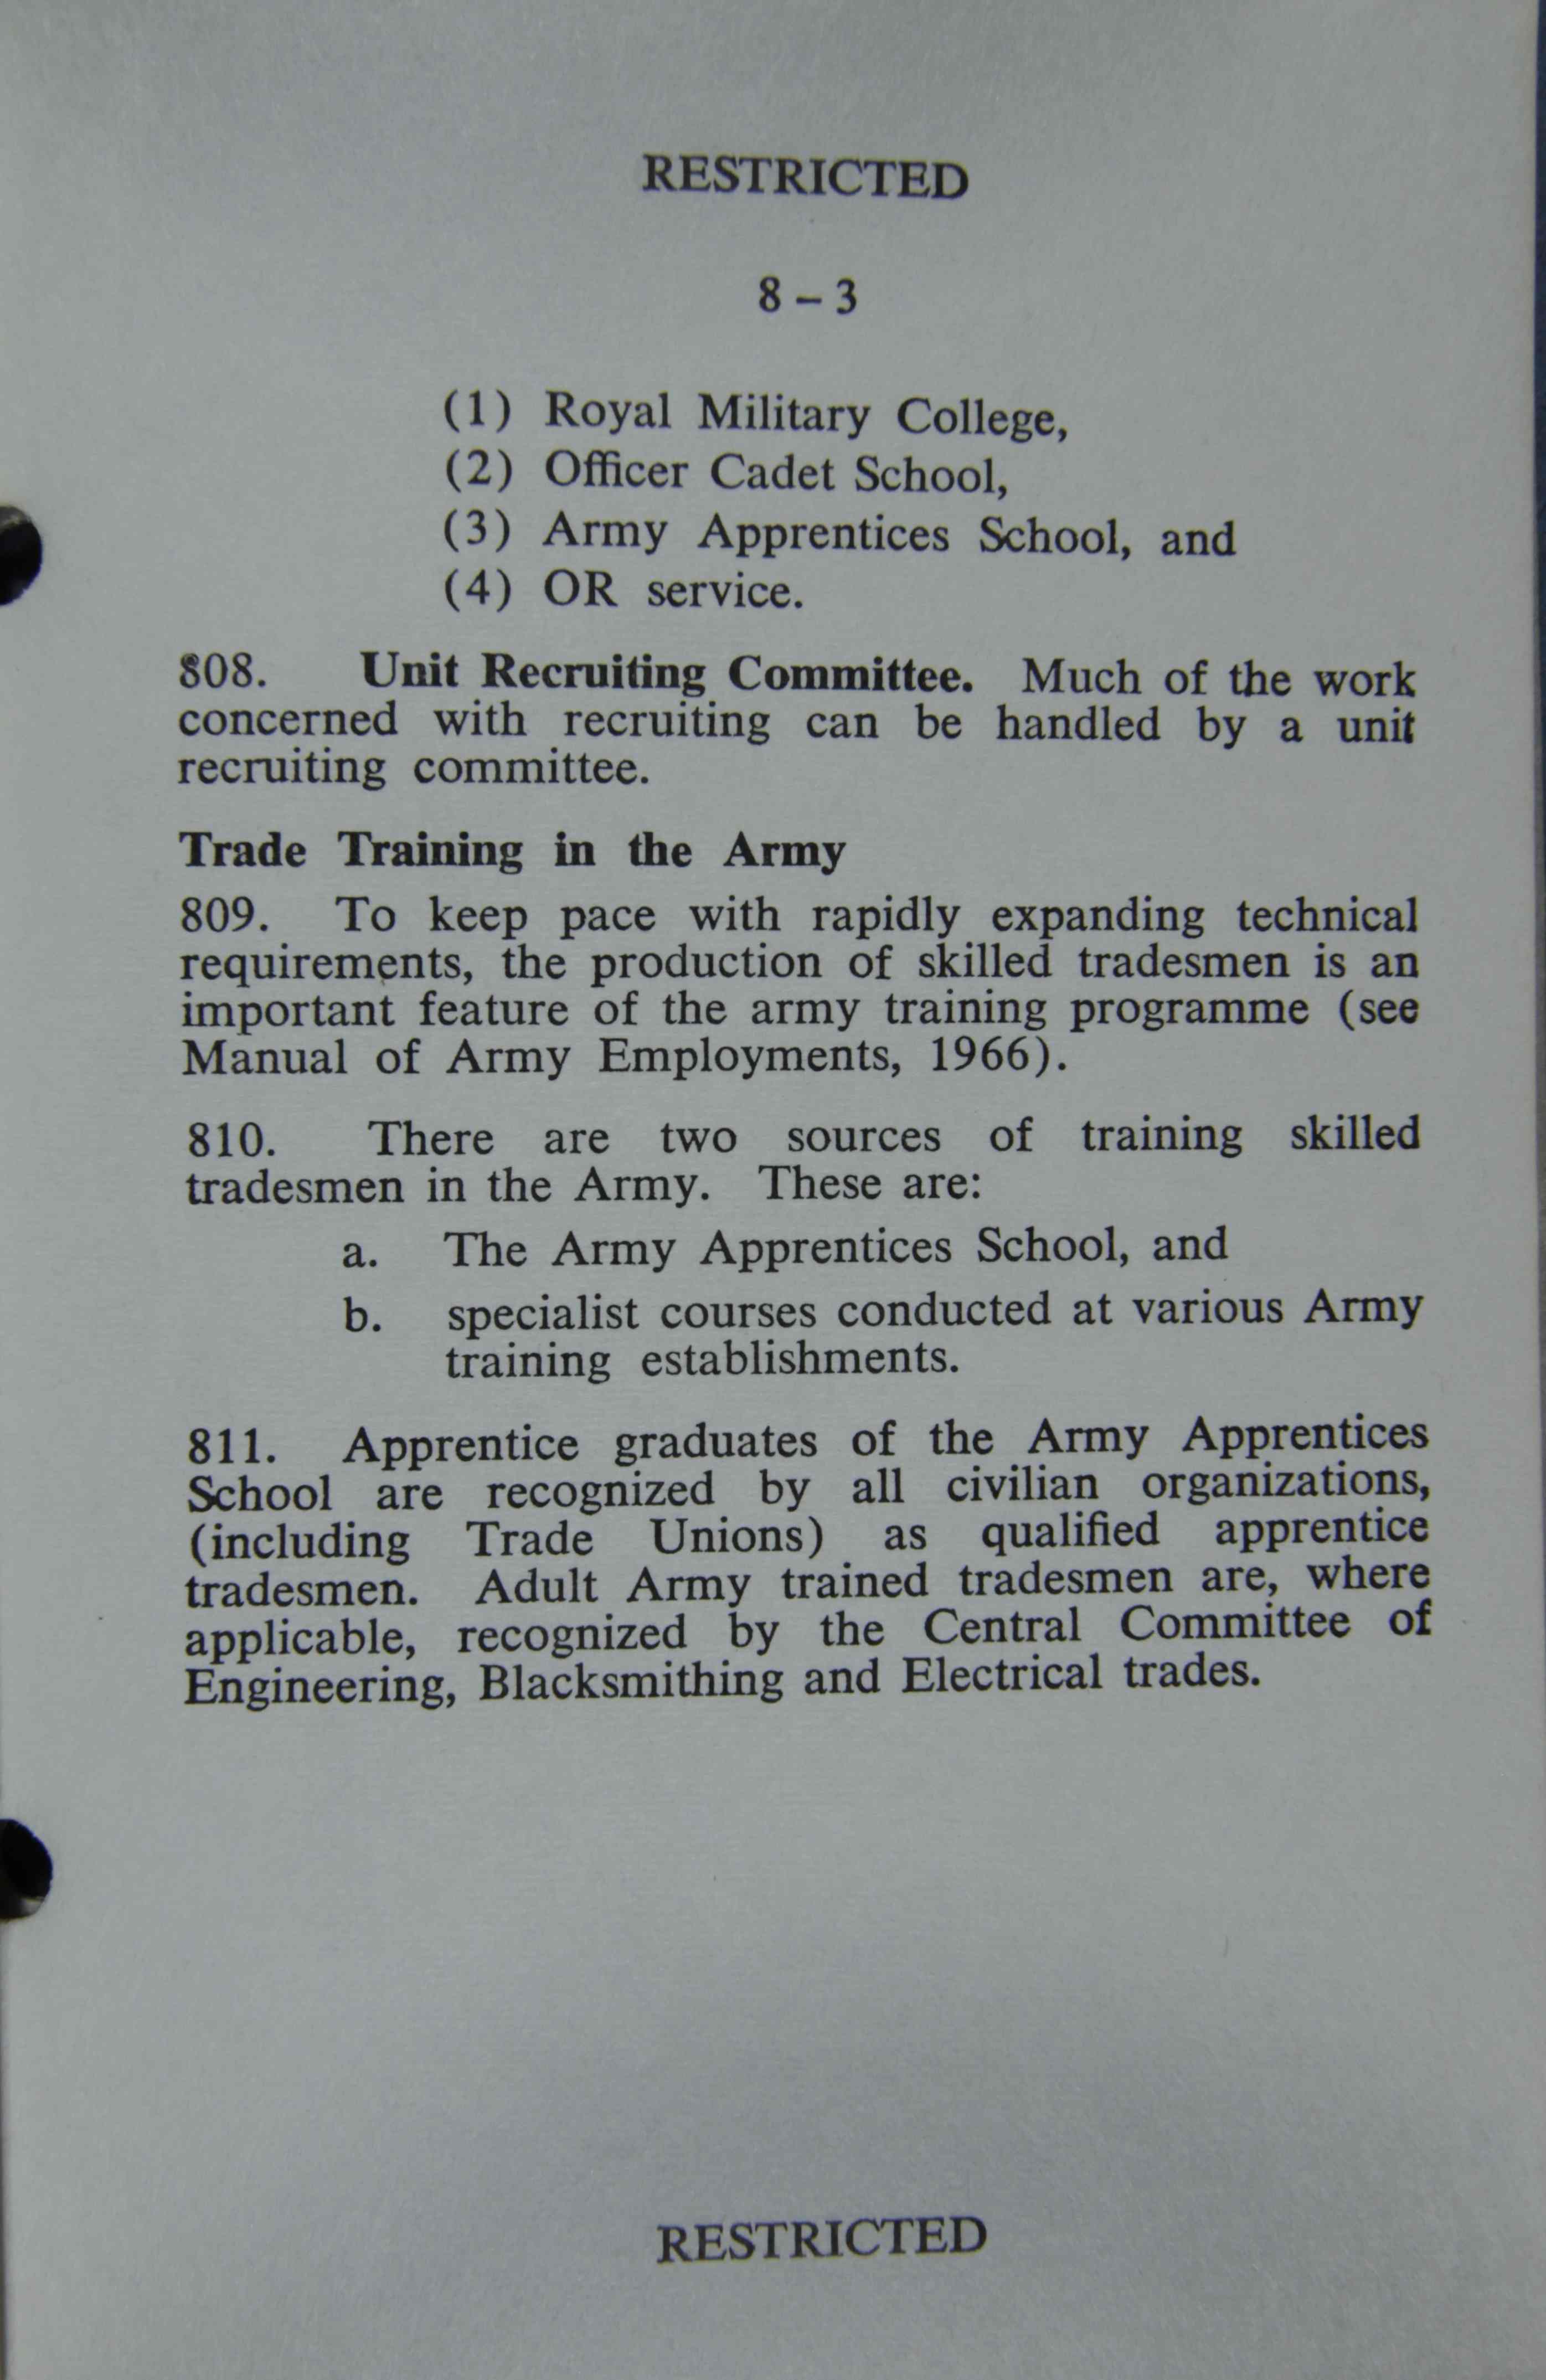 RESTRICTED
8 – 3
(1) Royal Military College,
(2) Officer Cadet School,
(3) Army Apprentices School, and
(4) OR service.
808. Unit Recruiting Committee. Much of the work
concerned with recruiting can be handled by a unit
recruiting committee.
Trade Training in the Army
809. To keep pace with rapidly expanding technical
requirements, the production of skilled tradesmen is an
important feature of the army training programme (see
Manual of Army Employments, 1966).
810. There are two sources of training skilled
tradesmen in the Army. These are:
a. The Army Apprentices School, and
b. specialist courses conducted at various Army
training establishments.
811. Apprentice graduates of the Army Apprentices
School are recognized by all civilian organizations,
(including Trade Unions) as qualified apprentice
tradesmen. Adult Army trained tradesmen are, where
applicable, recognized by the Central Committee of
Engineering, Blacksmithing and Electrical trades.
RESTRICTED